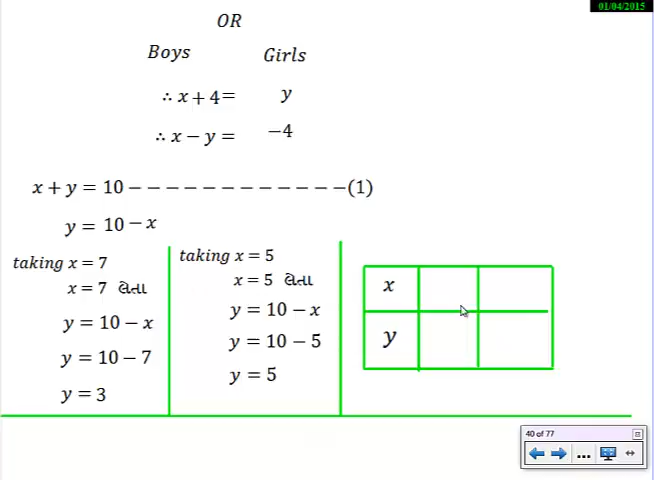 01/04/2015
OR
Boys Girls
∴ x + 4 = y
∴ x − y = −4
x + y = 10 − − − − − − − − − − − − −(1)
y = 10 − x
taking x = 7
x = 7 લેતા
y = 10 − x
y = 10 − 7
y = 3
taking x = 5
x = 5 લેતા
y = 10 − x
y = 10 − 5
y = 5
x
y
40 of 77